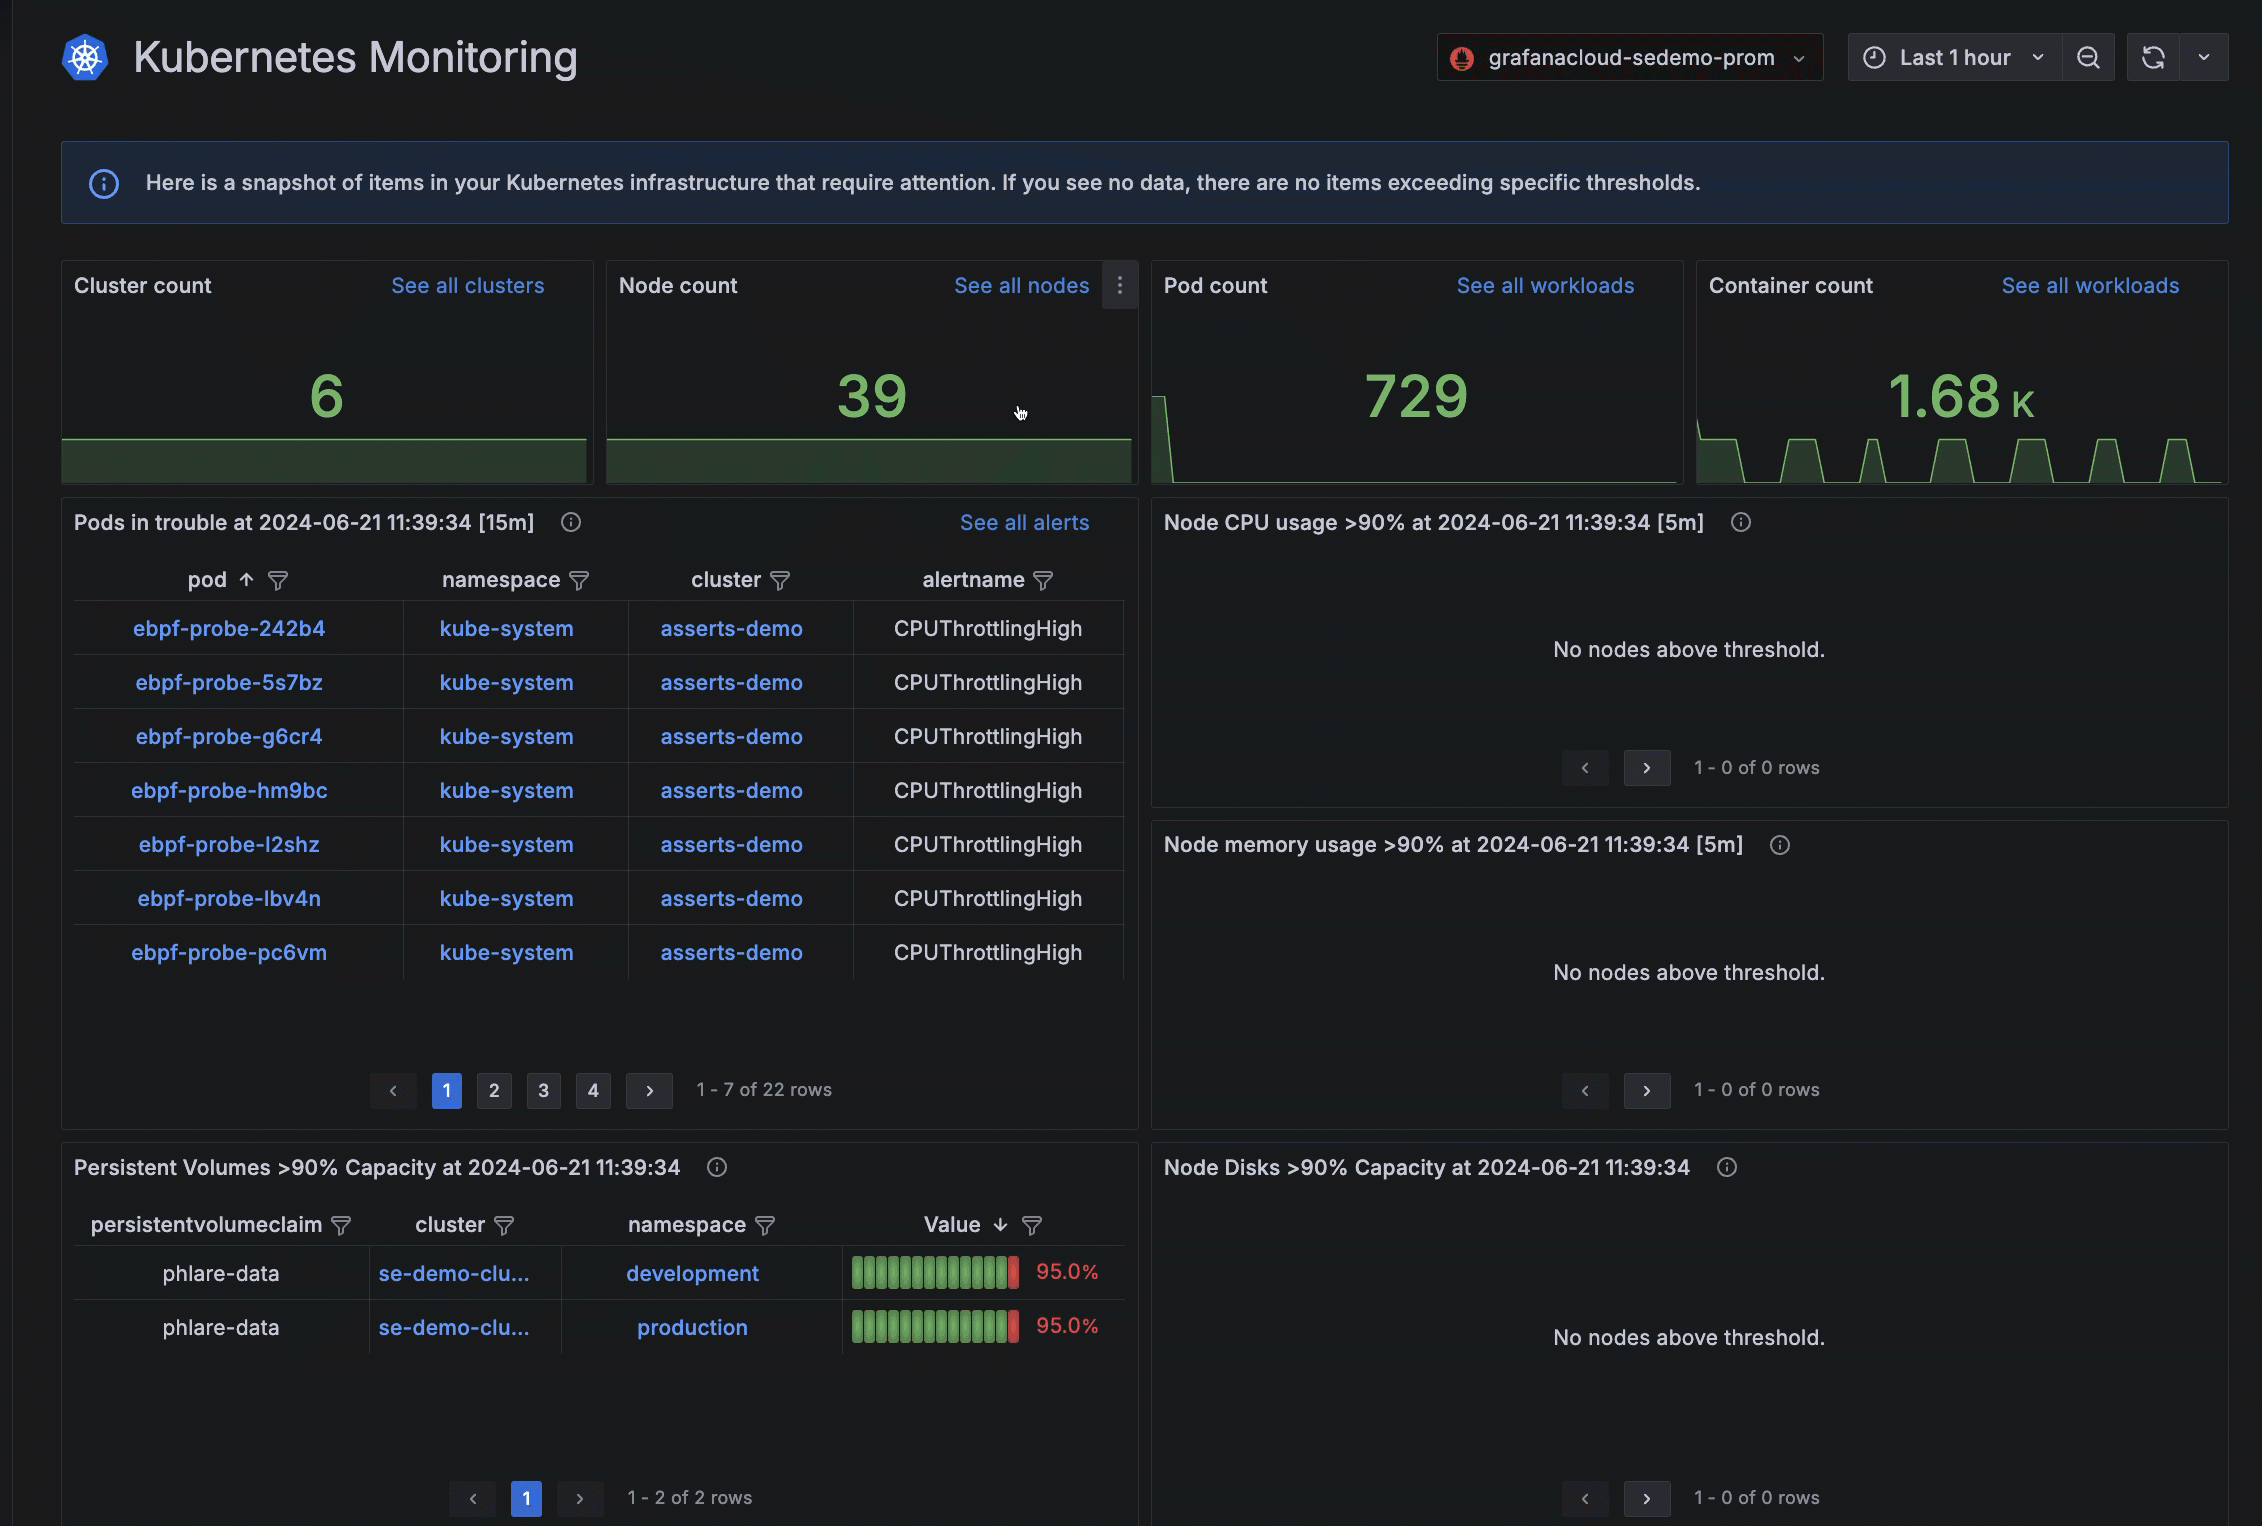 Kubernetes Monitoring
grafanacloud-sedemo-prom
Last 1 hour
Here is a snapshot of items in your Kubernetes infrastructure that require attention. If you see no data, there are no items exceeding specific thresholds.
Cluster count See all clusters
6
Node count See all nodes
39
Pod count See all workloads
729
Container count See all workloads
1.68 K
Pods in trouble at 2024-06-21 11:39:34 [15m] See all alerts
pod namespace cluster alertname
ebpf-probe-242b4 kube-system asserts-demo CPUThrottlingHigh
ebpf-probe-5s7bz kube-system asserts-demo CPUThrottlingHigh
ebpf-probe-g6cr4 kube-system asserts-demo CPUThrottlingHigh
ebpf-probe-hm9bc kube-system asserts-demo CPUThrottlingHigh
ebpf-probe-l2shz kube-system asserts-demo CPUThrottlingHigh
ebpf-probe-lbv4n kube-system asserts-demo CPUThrottlingHigh
ebpf-probe-pc6vm kube-system asserts-demo CPUThrottlingHigh
1 2 3 4 1 - 7 of 22 rows
Node CPU usage >90% at 2024-06-21 11:39:34 [5m]
No nodes above threshold.
1 - 0 of 0 rows
Node memory usage >90% at 2024-06-21 11:39:34 [5m]
No nodes above threshold.
1 - 0 of 0 rows
Persistent Volumes >90% Capacity at 2024-06-21 11:39:34
persistentvolumeclaim cluster namespace Value
phlare-data se-demo-clu... development 95.0%
phlare-data se-demo-clu... production 95.0%
1 1 - 2 of 2 rows
Node Disks >90% Capacity at 2024-06-21 11:39:34
No nodes above threshold.
1 - 0 of 0 rows